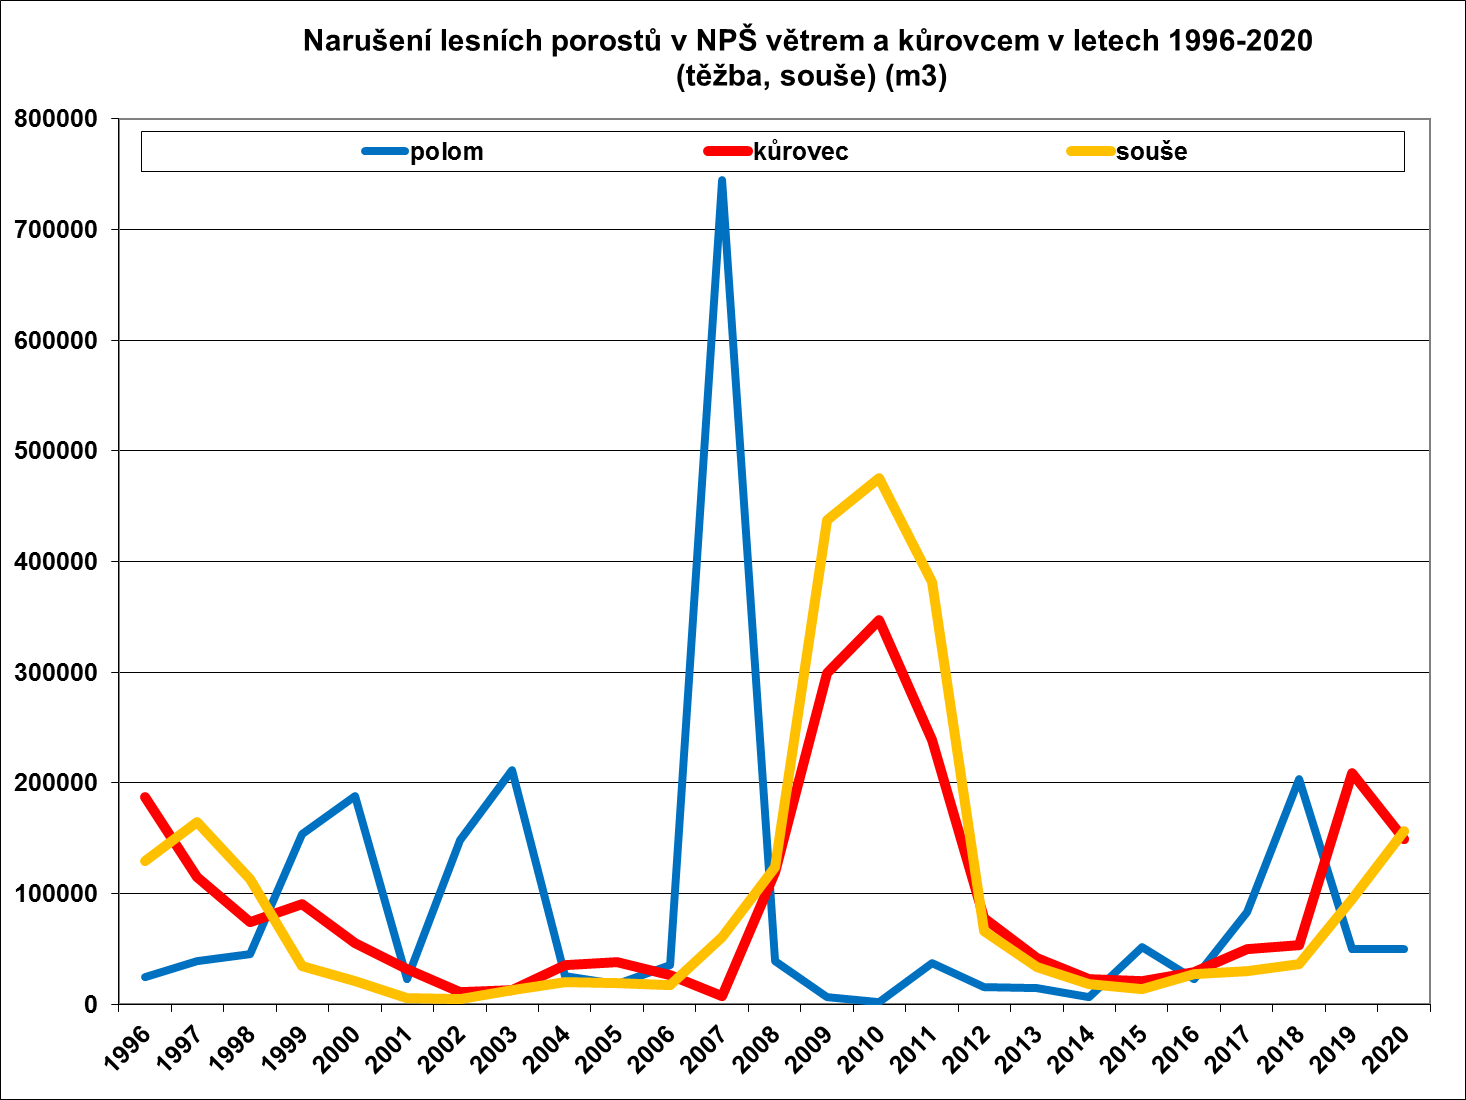 Narušení lesních porostů v NPŠ větrem a kůrovcem v letech 1996-2020
(těžba, souše) (m3)
polom kůrovec souše
800000
700000
600000
500000
400000
300000
200000
100000
0
1996 1997 1998 1999 2000 2001 2002 2003 2004 2005 2006 2007 2008 2009 2010 2011 2012 2013 2014 2015 2016 2017 2018 2019 2020